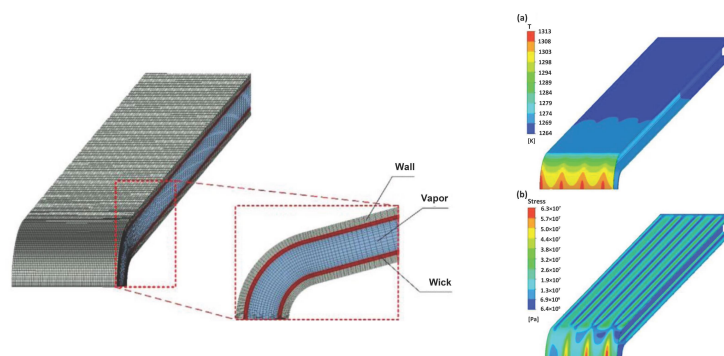 Wall
Vapor
Wick
(a)
T
1313
1308
1303
1298
1294
1289
1284
1279
1274
1269
1264
[K]
(b)
Stress
6.3×10⁷
5.7×10⁷
5.0×10⁷
4.4×10⁷
3.8×10⁷
3.2×10⁷
2.6×10⁷
1.9×10⁷
1.3×10⁷
6.9×10⁶
6.4×10⁵
[Pa]